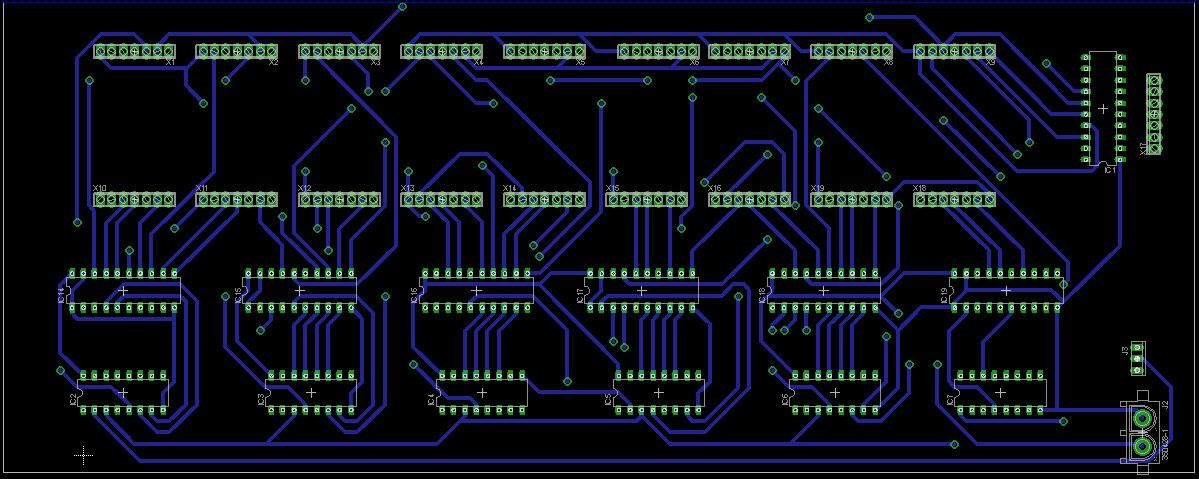 X1
X2
X3
X4
X5
X6
X7
X8
X9
X17
IC1
X10
X11
X12
X13
X14
X15
X16
X19
X18
IC14
IC15
IC16
IC17
IC18
IC19
J3
IC2
IC3
IC4
IC5
IC6
IC7
J2